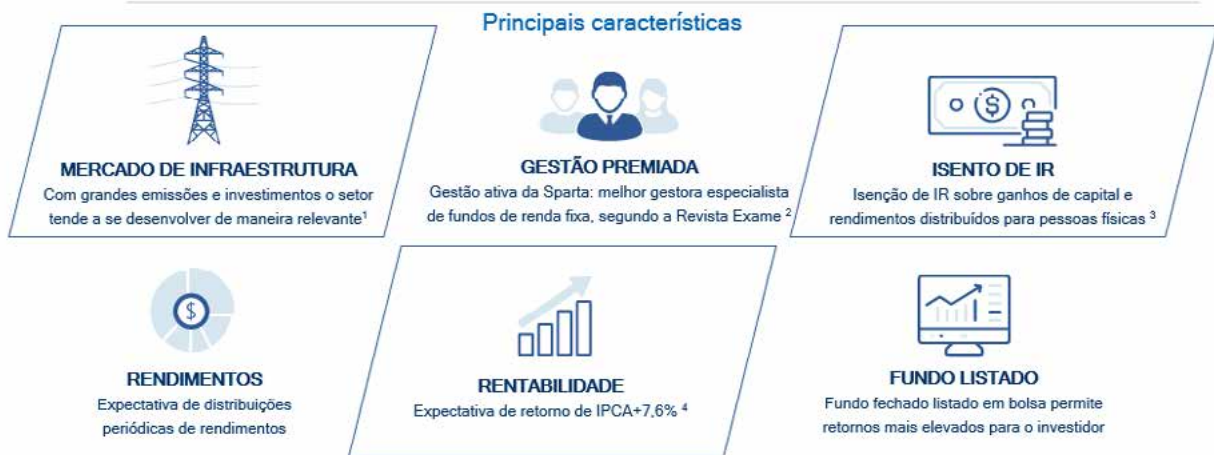 Principais características
MERCADO DE INFRAESTRUTURA
Com grandes emissões e investimentos o setor
tende a se desenvolver de maneira relevante¹
GESTÃO PREMIADA
Gestão ativa da Sparta: melhor gestora especialista
de fundos de renda fixa, segundo a Revista Exame ²
ISENTO DE IR
Isenção de IR sobre ganhos de capital e
rendimentos distribuídos para pessoas físicas ³
RENDIMENTOS
Expectativa de distribuições
periódicas de rendimentos
RENTABILIDADE
Expectativa de retorno de IPCA+7,6% ⁴
FUNDO LISTADO
Fundo fechado listado em bolsa permite
retornos mais elevados para o investidor